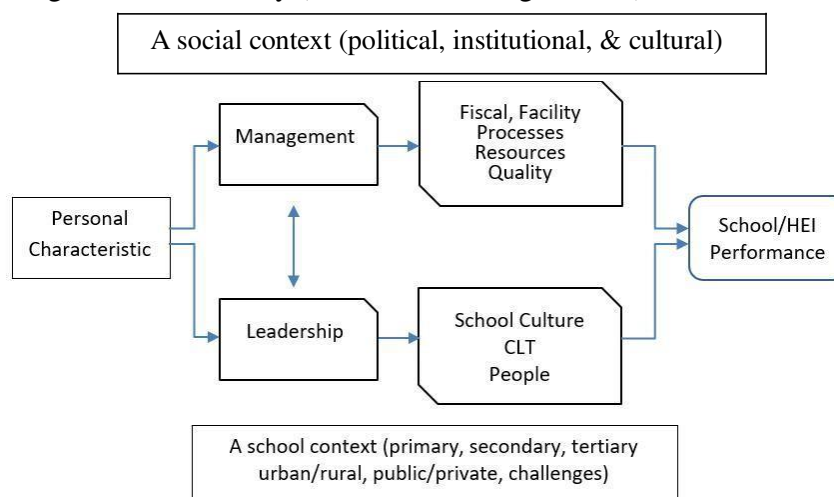 A social context (political, institutional, & cultural)
Management
Fiscal, Facility
Processes
Resources
Quality
Personal
Characteristic
School/HEI
Performance
Leadership
School Culture
CLT
People
A school context (primary, secondary, tertiary
urban/rural, public/private, challenges)